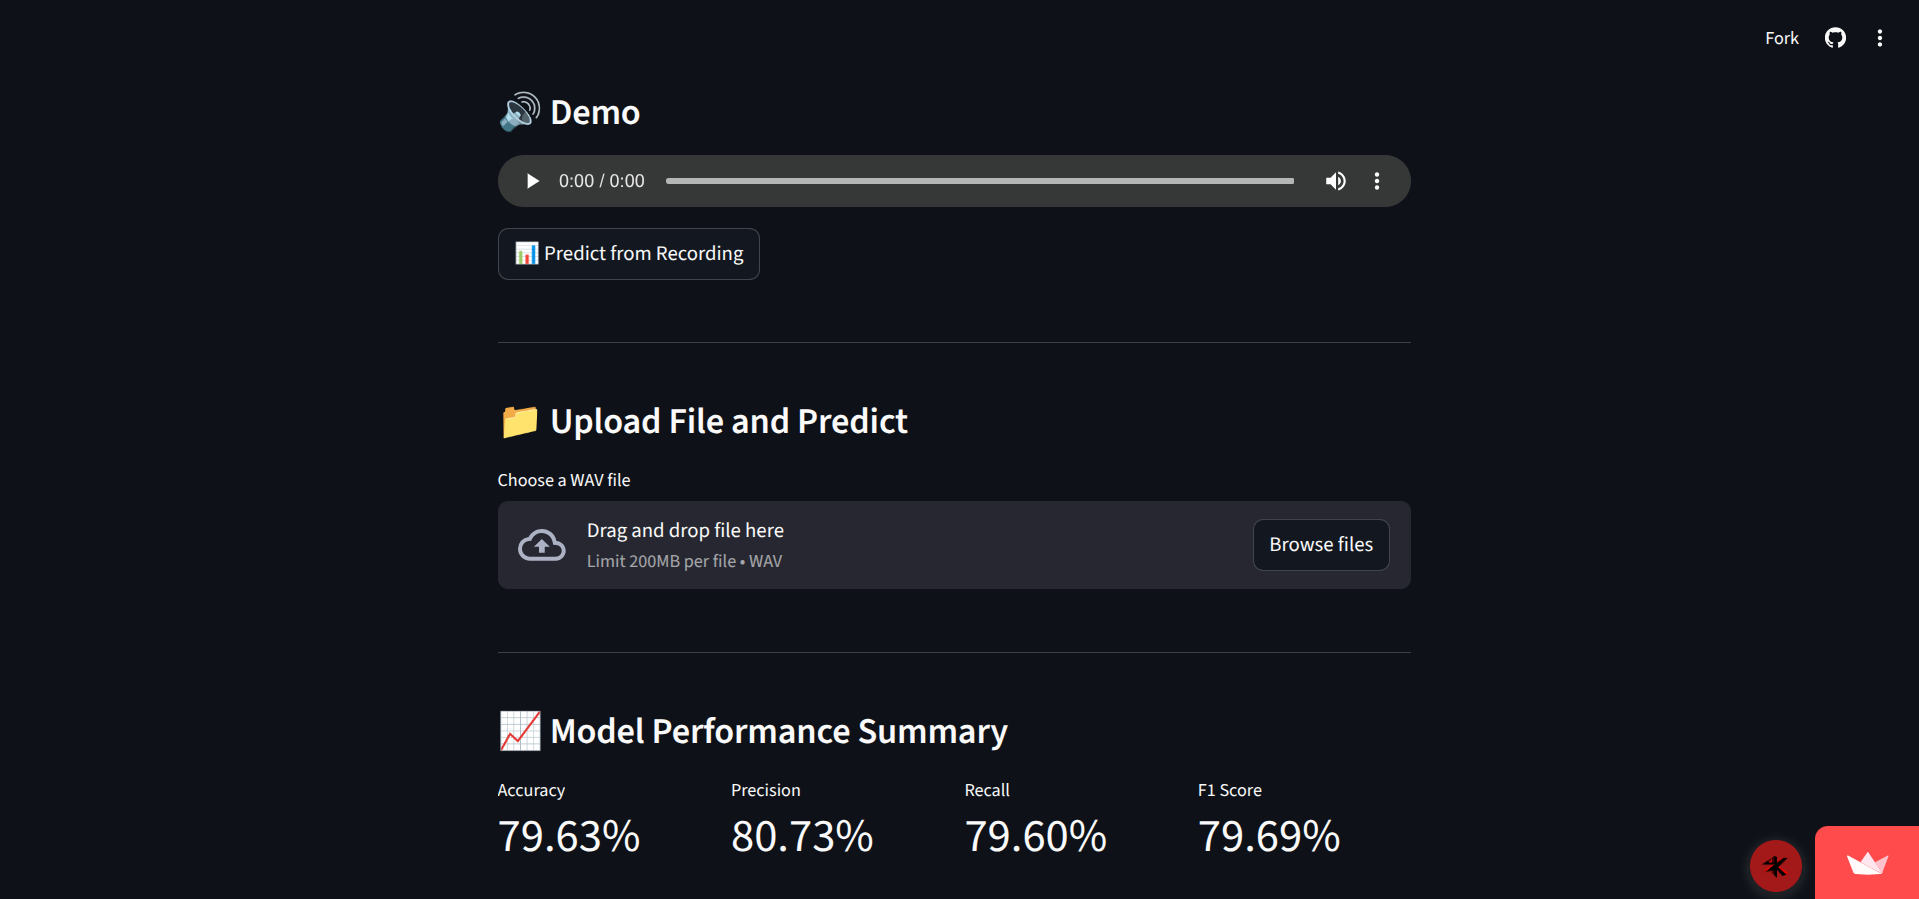 Fork
Demo
0:00 / 0:00
Predict from Recording
Upload File and Predict
Choose a WAV file
Drag and drop file here
Limit 200MB per file • WAV
Browse files
Model Performance Summary
Accuracy Precision Recall F1 Score
79.63% 80.73% 79.60% 79.69%